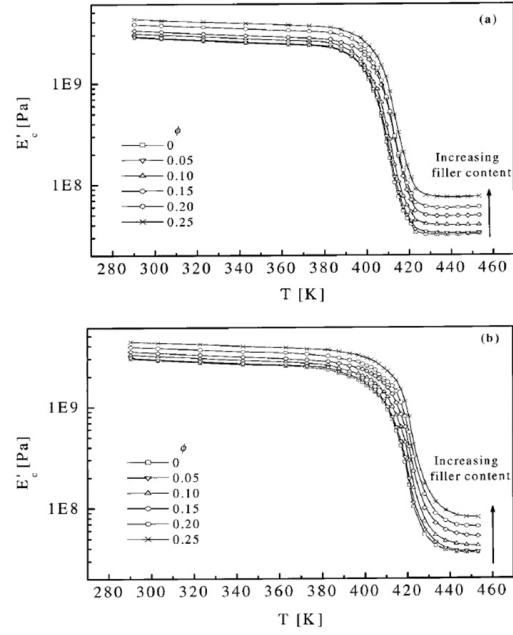 (a)
1E9
1E8
E'c [Pa]
ϕ
0
0.05
0.10
0.15
0.20
0.25
Increasing
filler content
280 300 320 340 360 380 400 420 440 460
T [K]
(b)
1E9
1E8
E'c [Pa]
ϕ
0
0.05
0.10
0.15
0.20
0.25
Increasing
filler content
280 300 320 340 360 380 400 420 440 460
T [K]